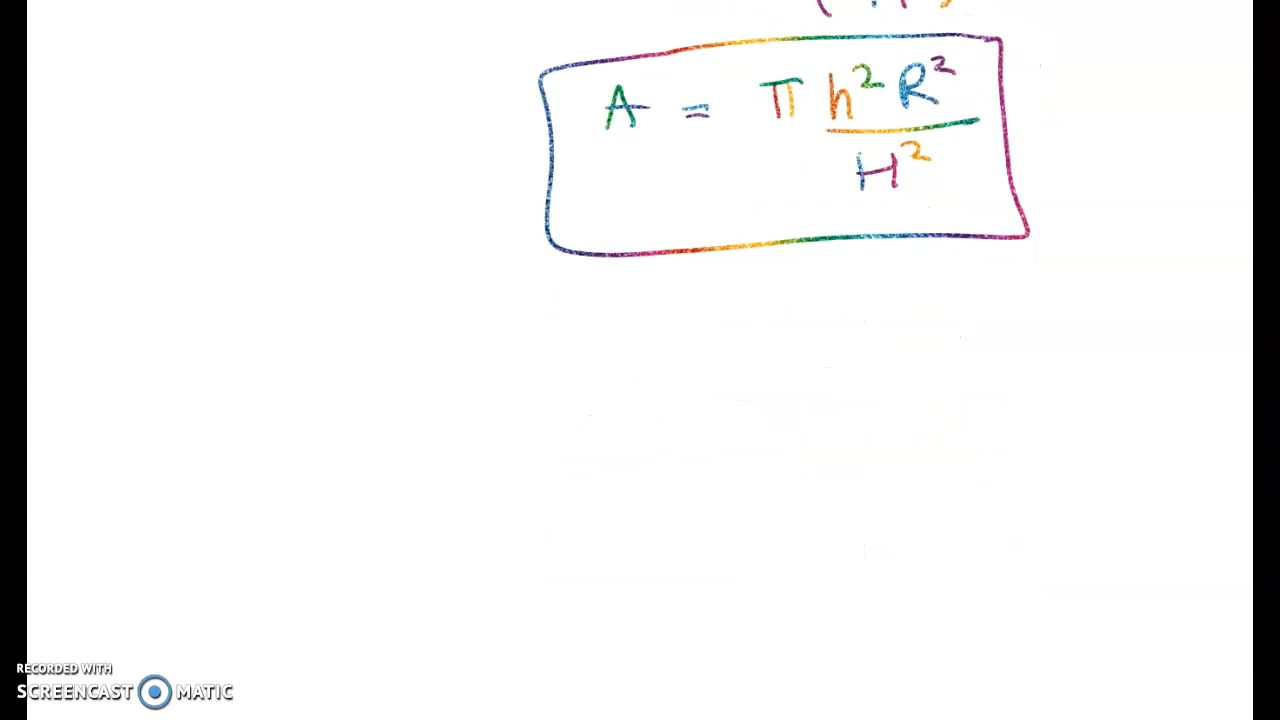 A = π h²R²
H²
RECORDED WITH
SCREENCAST MATIC